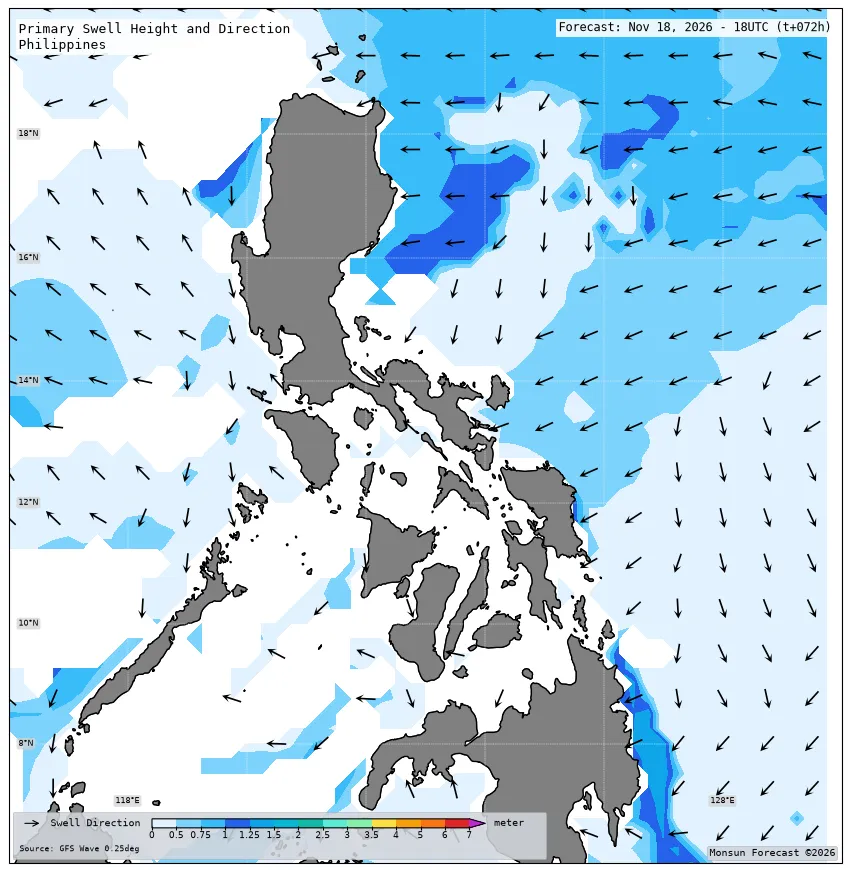 Primary Swell Height and Direction
Philippines
Forecast: Nov 18, 2026 - 18UTC (t+072h)
18°N
16°N
14°N
12°N
10°N
8°N
118°E
128°E
Swell Direction
0 0.5 0.75 1 1.25 1.5 2 2.5 3 3.5 4 5 6 7
meter
Source: GFS Wave 0.25deg
Monsun Forecast ©2026